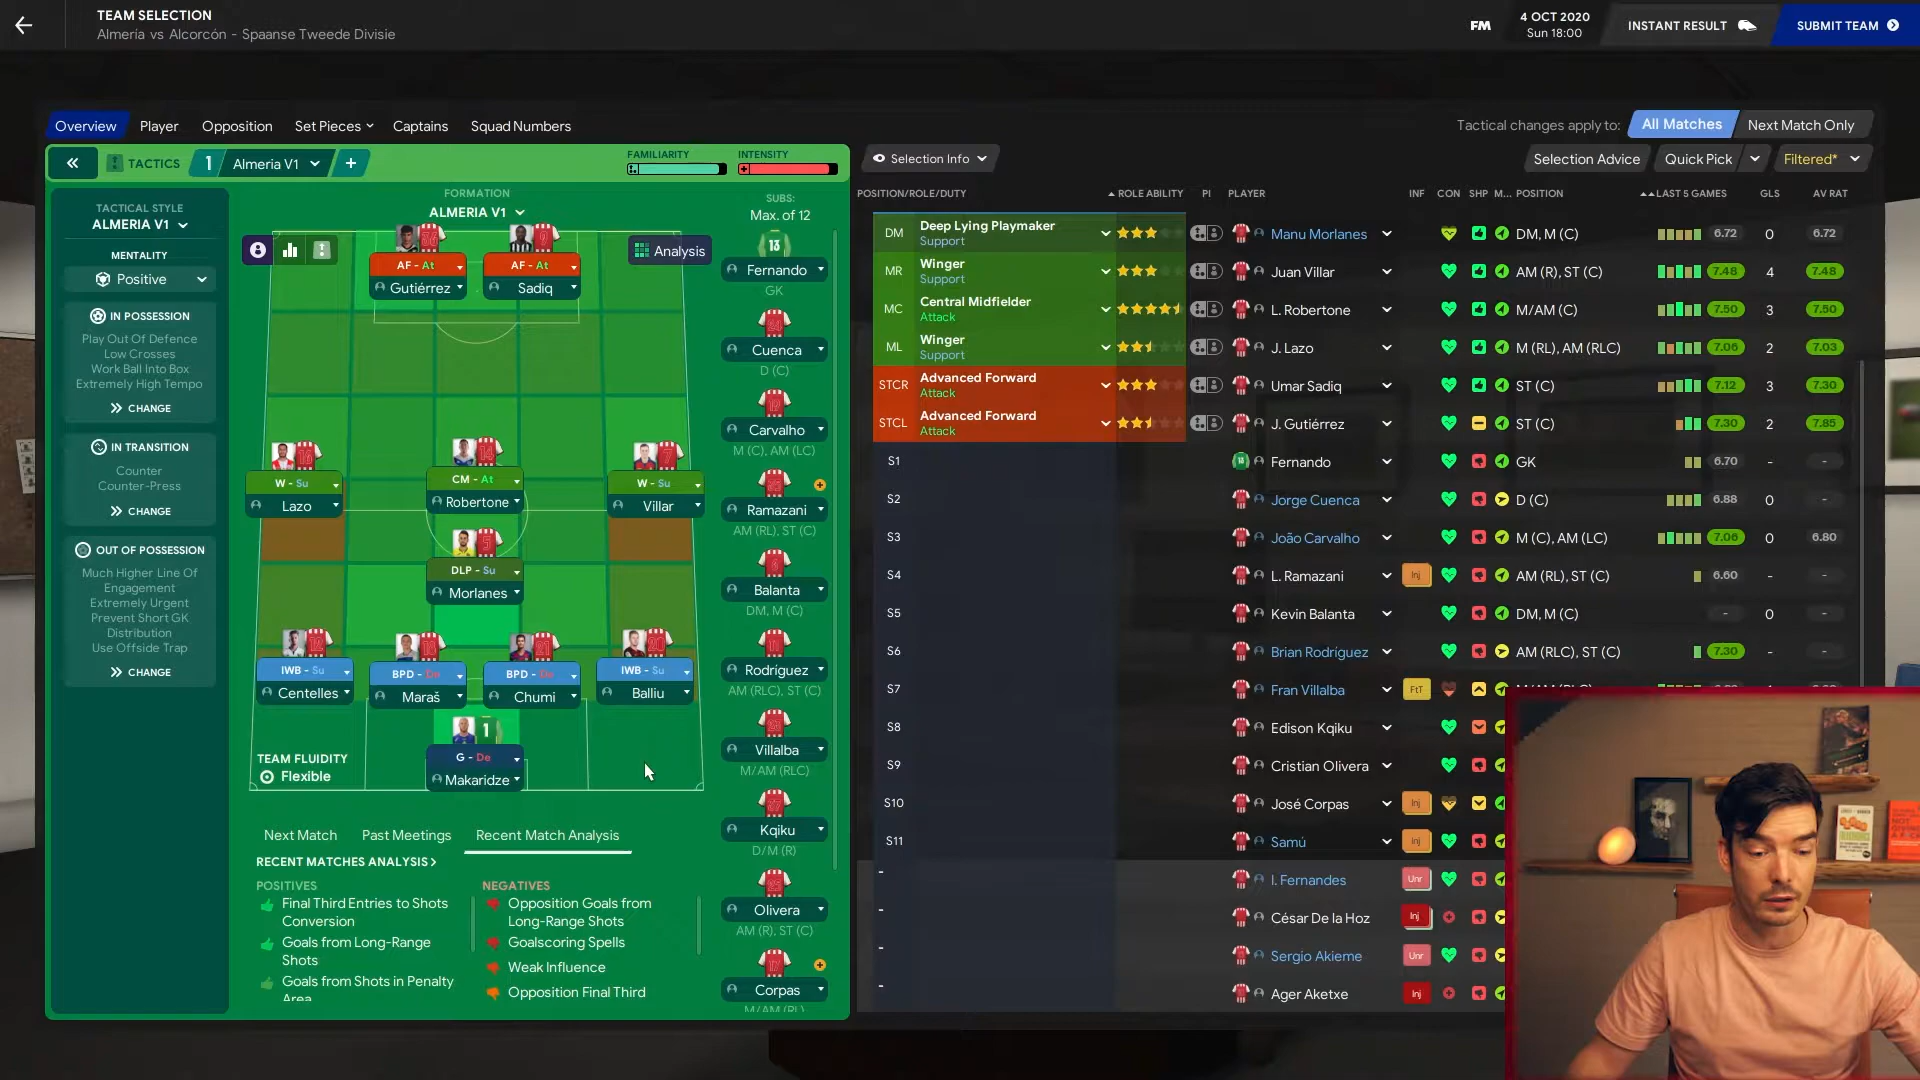 TEAM SELECTION
Almería vs Alcorcón - Spaanse Tweede Divisie
FM
4 OCT 2020
Sun 18:00
INSTANT RESULT
SUBMIT TEAM
Overview
Player
Opposition
Set Pieces
Captains
Squad Numbers
Tactical changes apply to:
All Matches
Next Match Only
TACTICS
1
Almeria V1
+
FAMILIARITY
INTENSITY
Selection Info
Selection Advice
Quick Pick
Filtered*
TACTICAL STYLE
ALMERIA V1
MENTALITY
Positive
IN POSSESSION
Play Out Of Defence
Low Crosses
Work Ball Into Box
Extremely High Tempo
CHANGE
IN TRANSITION
Counter
Counter-Press
CHANGE
OUT OF POSSESSION
Much Higher Line Of
Engagement
Extremely Urgent
Prevent Short GK
Distribution
Use Offside Trap
CHANGE
FORMATION
ALMERIA V1
Analysis
AF - At
Gutiérrez
AF - At
Sadiq
W - Su
Lazo
CM - At
Robertone
W - Su
Villar
DLP - Su
Morlanes
IWB - Su
Centelles
BPD - De
Maraš
BPD - De
Chumi
IWB - Su
Balliu
G - De
Makaridze
TEAM FLUIDITY
Flexible
SUBS:
Max. of 12
13
Fernando
GK
Cuenca
D (C)
Carvalho
M (C), AM (LC)
Ramazani
AM (RL), ST (C)
Balanta
DM, M (C)
Rodríguez
AM (RLC), ST (C)
Villalba
M/AM (RLC)
Kqiku
D/M (R)
Olivera
AM (R), ST (C)
Corpas
M/AM (RL)
Next Match
Past Meetings
Recent Match Analysis
RECENT MATCHES ANALYSIS >
POSITIVES
Final Third Entries to Shots
Conversion
Goals from Long-Range
Shots
Goals from Shots in Penalty
Area
NEGATIVES
Opposition Goals from
Long-Range Shots
Goalscoring Spells
Weak Influence
Opposition Final Third
POSITION/ROLE/DUTY ROLE ABILITY PI PLAYER INF CON SHP M... POSITION LAST 5 GAMES GLS AV RAT
DM Deep Lying Playmaker Support Manu Morlanes DM, M (C) 6.72 0 6.72
MR Winger Support Juan Villar AM (R), ST (C) 7.48 4 7.48
MC Central Midfielder Attack L. Robertone M/AM (C) 7.50 3 7.50
ML Winger Support J. Lazo M (RL), AM (RLC) 7.06 2 7.03
STCR Advanced Forward Attack Umar Sadiq ST (C) 7.12 3 7.30
STCL Advanced Forward Attack J. Gutiérrez ST (C) 7.30 2 7.85
S1 Fernando GK 6.70 - -
S2 Jorge Cuenca D (C) 6.88 0 -
S3 João Carvalho M (C), AM (LC) 7.06 0 6.80
S4 L. Ramazani Inj AM (RL), ST (C) 6.60 - -
S5 Kevin Balanta DM, M (C) - 0
S6 Brian Rodríguez AM (RLC), ST (C) 7.30 - -
S7 Fran Villalba FtT
S8 Edison Kqiku
S9 Cristian Olivera
S10 José Corpas Inj
S11 Samú Inj
- I. Fernandes Unr
- César De la Hoz Inj
- Sergio Akieme Unr
- Ager Aketxe Inj